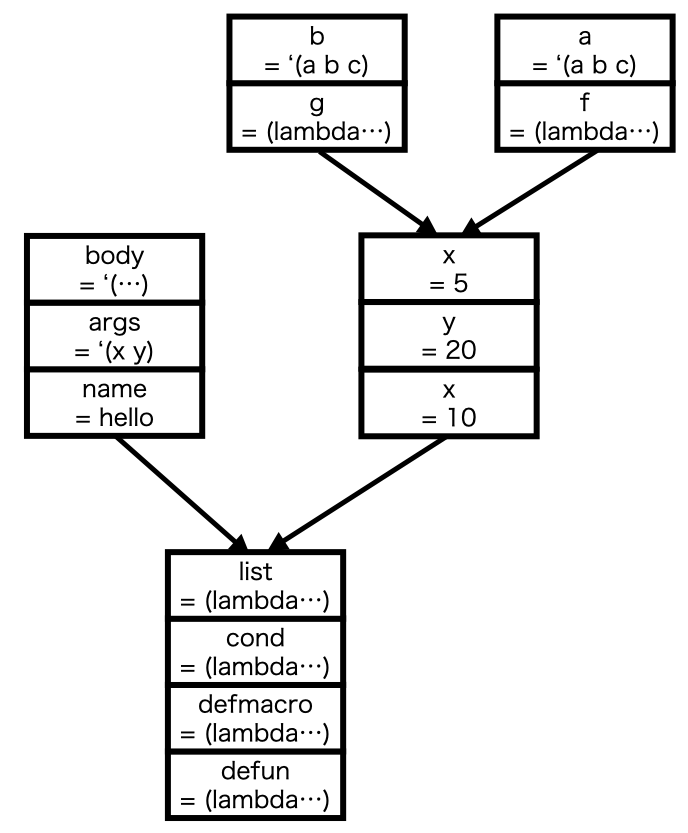 b
= ‘(a b c)
g
= (lambda…)
a
= ‘(a b c)
f
= (lambda…)
body
= ‘(…)
args
= ‘(x y)
name
= hello
x
= 5
y
= 20
x
= 10
list
= (lambda…)
cond
= (lambda…)
defmacro
= (lambda…)
defun
= (lambda…)